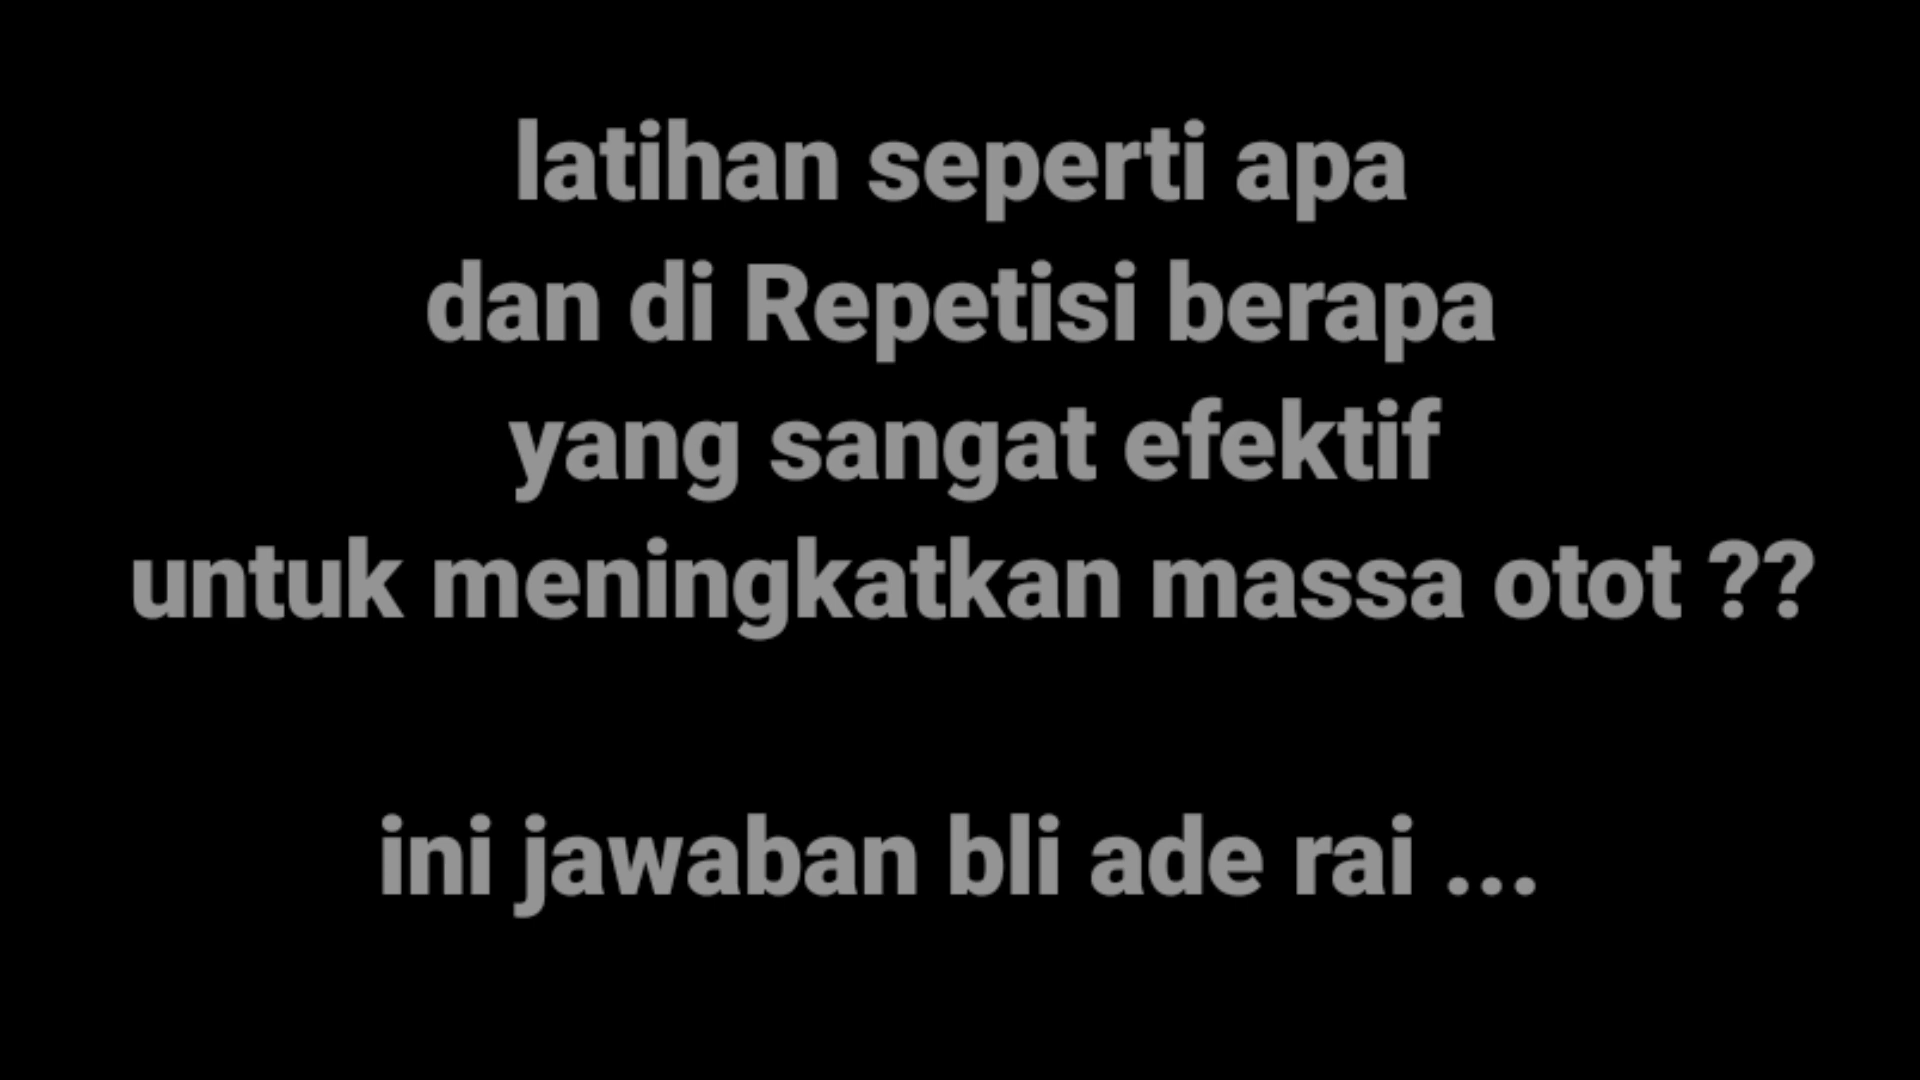 latihan seperti apa
dan di Repetisi berapa
yang sangat efektif
untuk meningkatkan massa otot ??
ini jawaban bli ade rai ...